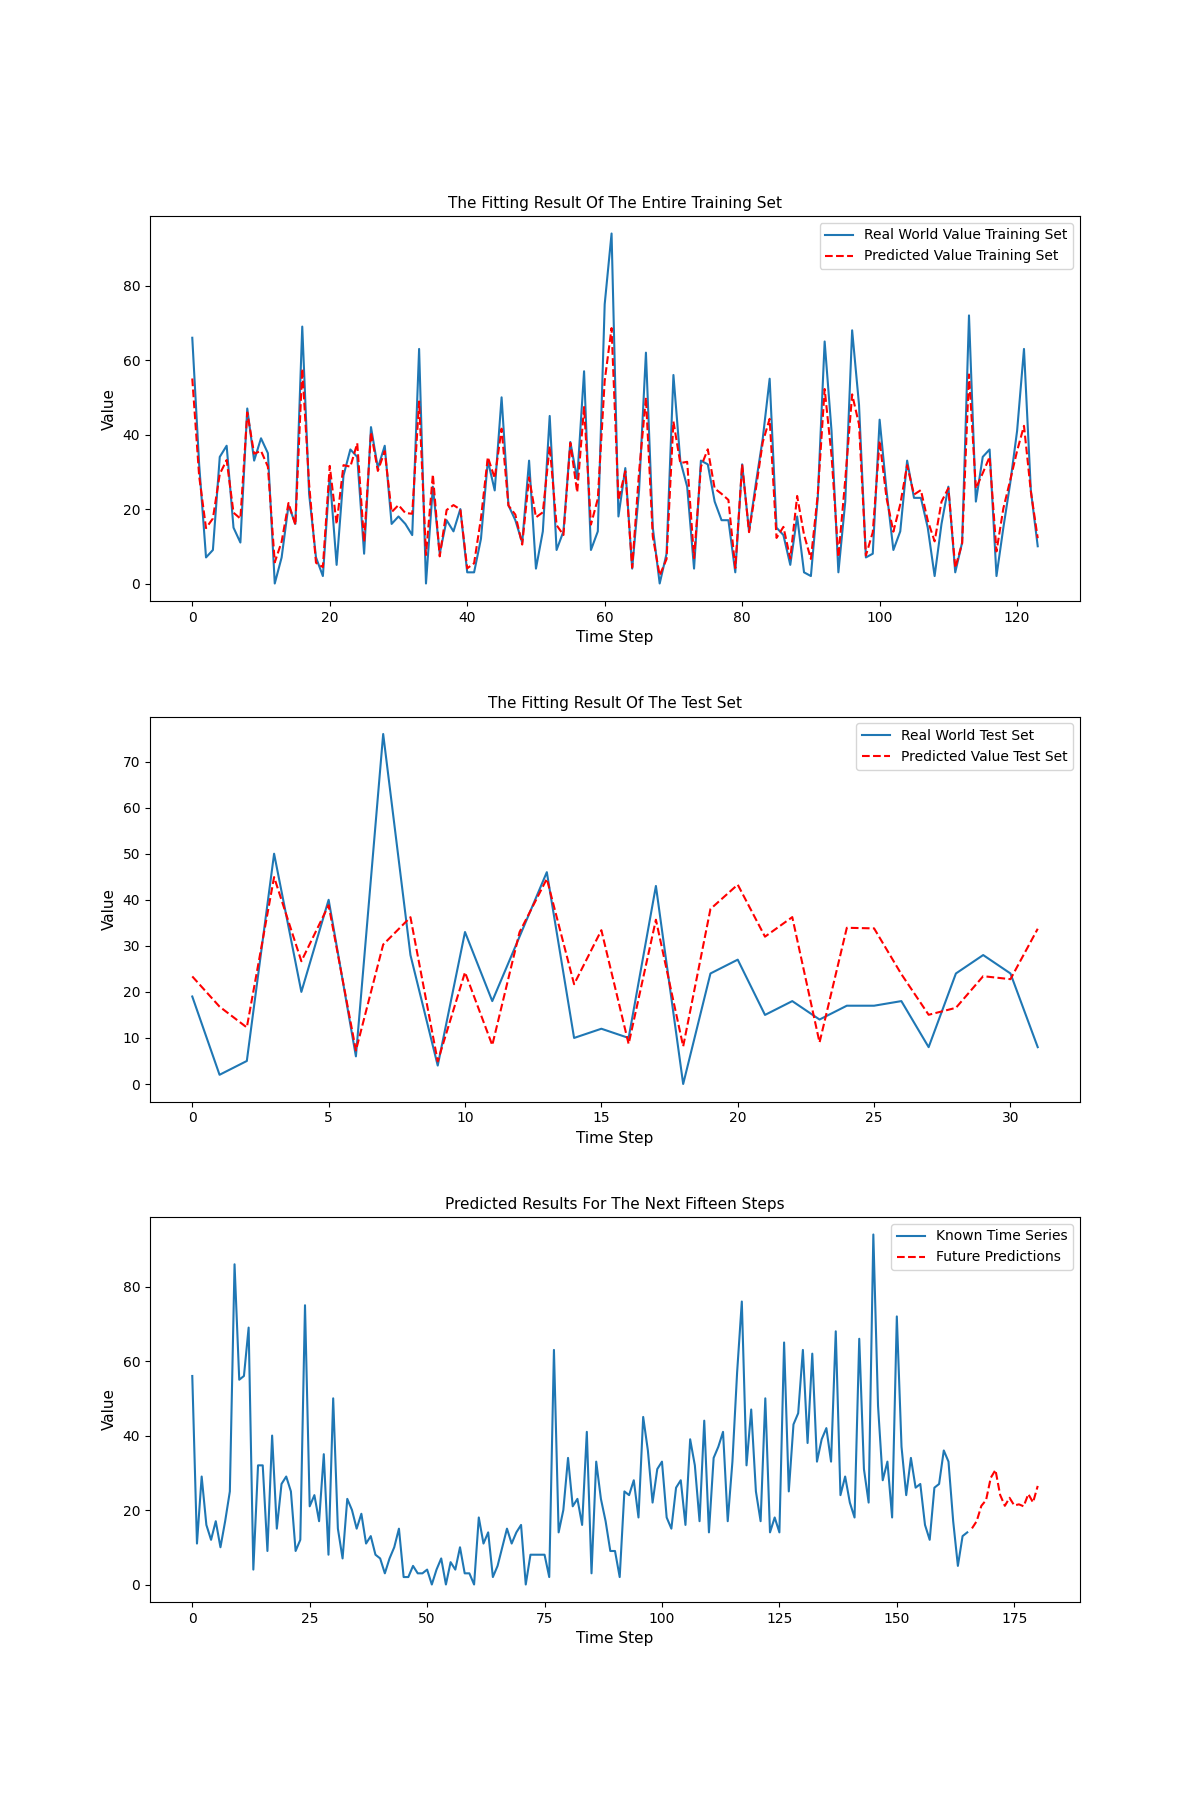 The Fitting Result Of The Entire Training Set
Real World Value Training Set
Predicted Value Training Set
Value
80
60
40
20
0
0 20 40 60 80 100 120
Time Step
The Fitting Result Of The Test Set
Real World Test Set
Predicted Value Test Set
Value
70
60
50
40
30
20
10
0
0 5 10 15 20 25 30
Time Step
Predicted Results For The Next Fifteen Steps
Known Time Series
Future Predictions
Value
80
60
40
20
0
0 25 50 75 100 125 150 175
Time Step